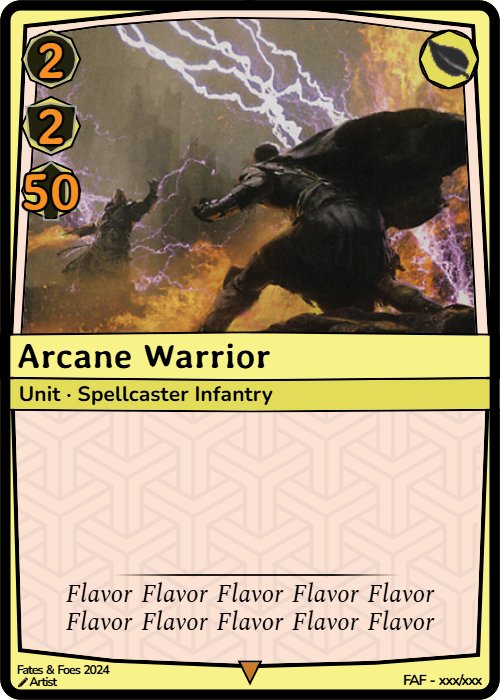 2
2
50
Arcane Warrior
Unit · Spellcaster Infantry
Flavor Flavor Flavor Flavor Flavor
Flavor Flavor Flavor Flavor Flavor
Fates & Foes 2024
Artist
FAF - xxx/xxx